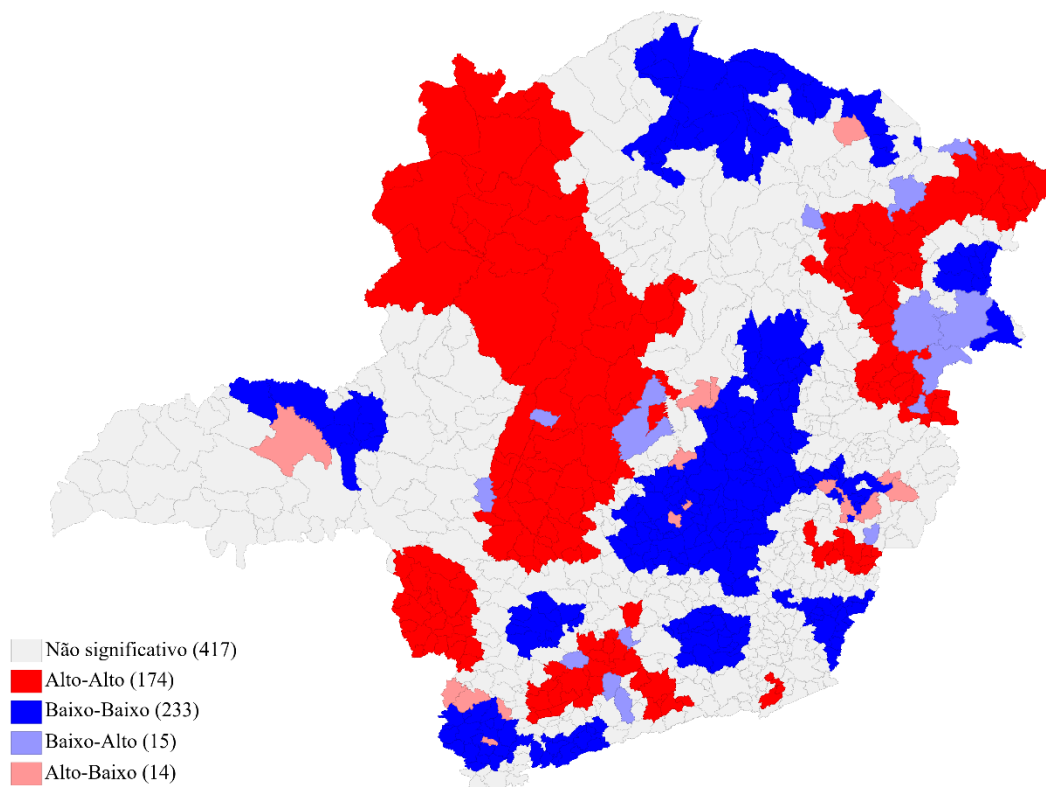 Não significativo (417)
Alto-Alto (174)
Baixo-Baixo (233)
Baixo-Alto (15)
Alto-Baixo (14)